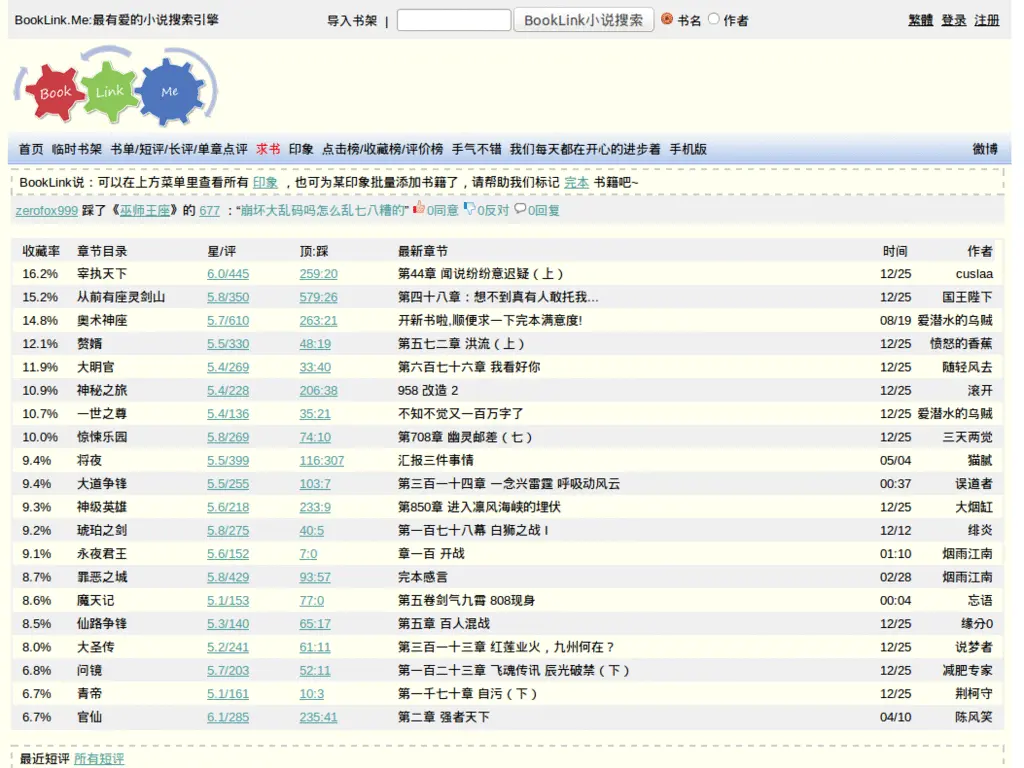 BookLink.Me:最有爱的小说搜索引擎 导入书架 | BookLink小说搜索 书名 作者 繁體 登录 注册
Book Link Me
首页 临时书架 书单/短评/长评/单章点评 求书 印象 点击榜/收藏榜/评价榜 手气不错 我们每天都在开心的进步着 手机版 微博
BookLink说：可以在上方菜单里查看所有 印象 ，也可为某印象批量添加书籍了，请帮助我们标记 完本 书籍吧~
zerofox999 踩了《巫师王座》的 677 ：“崩坏大乱码吗怎么乱七八糟的” 0同意 0反对 0回复
收藏率 章节目录 星/评 顶:踩 最新章节 时间 作者
16.2% 宰执天下 6.0/445 259:20 第44章 闻说纷纷意迟疑（上） 12/25 cuslaa
15.2% 从前有座灵剑山 5.8/350 579:26 第四十八章：想不到真有人敢托我... 12/25 国王陛下
14.8% 奥术神座 5.7/610 263:21 开新书啦,顺便求一下完本满意度! 08/19 爱潜水的乌贼
12.1% 赘婿 5.5/330 48:19 第五七二章 洪流（上） 12/25 愤怒的香蕉
11.9% 大明官 5.4/269 33:40 第六百七十六章 我看好你 12/25 随轻风去
10.9% 神秘之旅 5.4/228 206:38 958 改造 2 12/25 滚开
10.7% 一世之尊 5.4/136 35:21 不知不觉又一百万字了 12/25 爱潜水的乌贼
10.0% 惊悚乐园 5.8/269 74:10 第708章 幽灵邮差（七） 12/25 三天两觉
9.4% 将夜 5.5/399 116:307 汇报三件事情 05/04 猫腻
9.4% 大道争锋 5.5/255 103:7 第三百一十四章 一念兴雷霆 呼吸动风云 00:37 误道者
9.3% 神级英雄 5.6/218 233:9 第850章 进入凛风海峡的埋伏 12/25 大烟缸
9.2% 琥珀之剑 5.8/275 40:5 第一百七十八幕 白狮之战 I 12/12 绯炎
9.1% 永夜君王 5.6/152 7:0 章一百 开战 01:10 烟雨江南
8.7% 罪恶之城 5.8/429 93:57 完本感言 02/28 烟雨江南
8.6% 魔天记 5.1/153 77:0 第五卷剑气九霄 808现身 00:04 忘语
8.5% 仙路争锋 5.3/140 65:17 第五章 百人混战 12/25 缘分0
8.0% 大圣传 5.2/241 61:11 第三百一十三章 红莲业火，九州何在？ 12/25 说梦者
6.8% 问镜 5.7/203 52:11 第一百二十三章 飞魂传讯 辰光破禁（下） 12/25 减肥专家
6.7% 青帝 5.1/161 10:3 第一千七十章 自污（下） 12/25 荆柯守
6.7% 官仙 6.1/285 235:41 第二章 强者天下 04/10 陈风笑
最近短评 所有短评